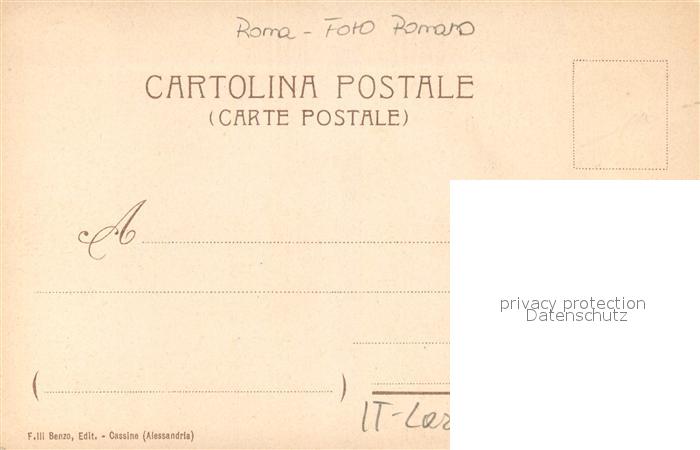 Roma - Foto Romano
CARTOLINA POSTALE
(CARTE POSTALE)
A
privacy protection
Datenschutz
( )
IT-Laz
F.lli Benzo, Edit. - Cassine (Alessandria)